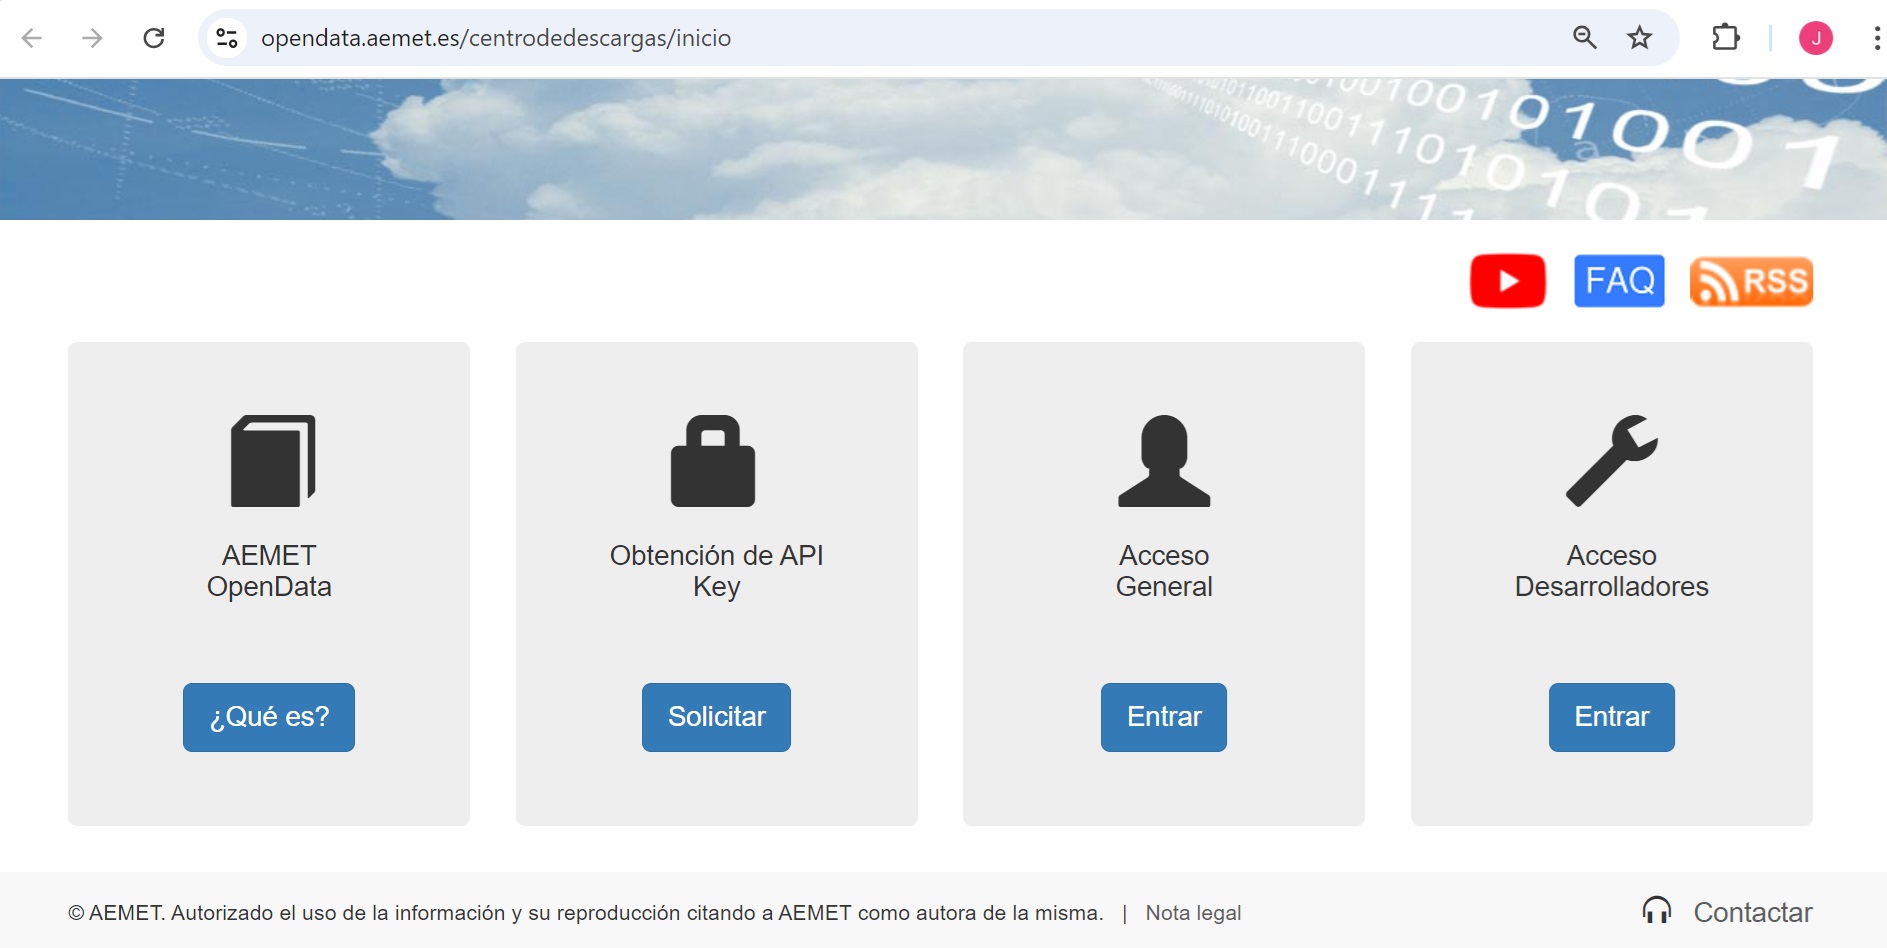 opendata.aemet.es/centrodedescargas/inicio
J
FAQ
RSS
AEMET
OpenData
¿Qué es?
Obtención de API
Key
Solicitar
Acceso
General
Entrar
Acceso
Desarrolladores
Entrar
© AEMET. Autorizado el uso de la información y su reproducción citando a AEMET como autora de la misma. | Nota legal
Contactar